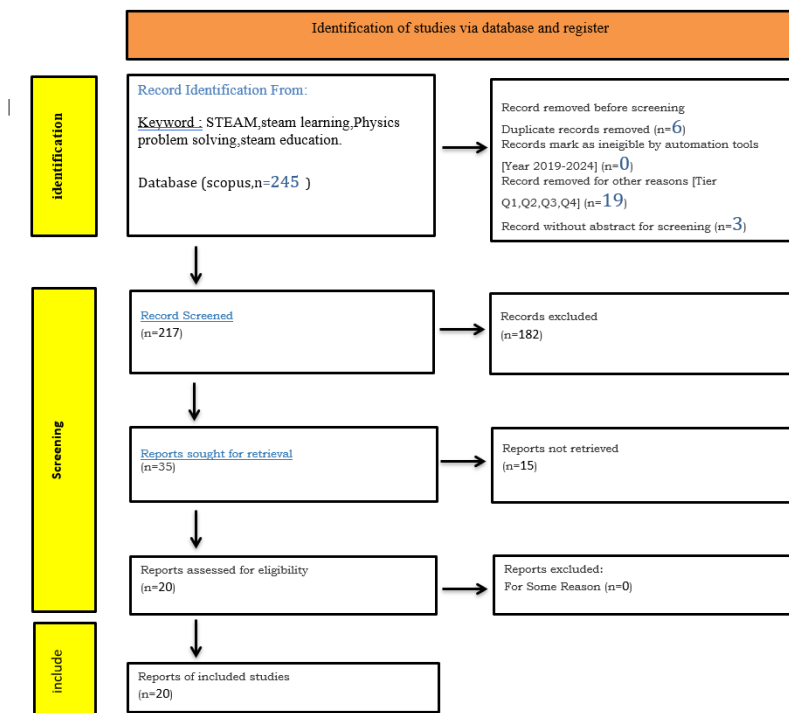 Identification of studies via database and register
identification
Record Identification From:
Keyword : STEAM,steam learning,Physics
problem solving,steam education.
Database (scopus,n=245 )
Record removed before screening
Duplicate records removed (n=6)
Records mark as ineigible by automation tools
[Year 2019-2024] (n=0)
Record removed for other reasons [Tier
Q1,Q2,Q3,Q4] (n=19)
Record without abstract for screening (n=3)
Screening
Record Screened
(n=217)
Records excluded
(n=182)
Reports sought for retrieval
(n=35)
Reports not retrieved
(n=15)
Reports assessed for eligibility
(n=20)
Reports excluded:
For Some Reason (n=0)
include
Reports of included studies
(n=20)